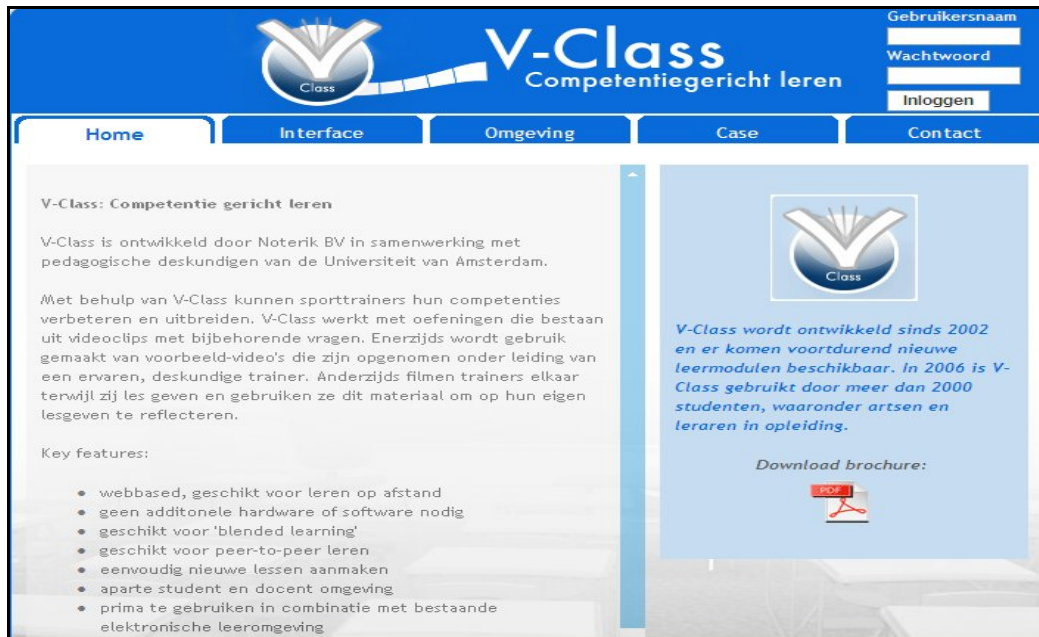 Gebruikersnaam
V-Class
Competentiegericht leren
Class
Wachtwoord
Inloggen
Home
Interface
Omgeving
Case
Contact
V-Class: Competentie gericht leren
V-Class is ontwikkeld door Noterik BV in samenwerking met
pedagogische deskundigen van de Universiteit van Amsterdam.
Met behulp van V-Class kunnen sporttrainers hun competenties
verbeteren en uitbreiden. V-Class werkt met oefeningen die bestaan
uit videoclips met bijbehorende vragen. Enerzijds wordt gebruik
gemaakt van voorbeeld-video's die zijn opgenomen onder leiding van
een ervaren, deskundige trainer. Anderzijds filmen trainers elkaar
terwijl zij les geven en gebruiken ze dit materiaal om op hun eigen
lesgeven te reflecteren.
Key features:
• webbased, geschikt voor leren op afstand
• geen additonele hardware of software nodig
• geschikt voor 'blended learning'
• geschikt voor peer-to-peer leren
• eenvoudig nieuwe lessen aanmaken
• aparte student en docent omgeving
• prima te gebruiken in combinatie met bestaande
elektronische leeromgeving
Class
V-Class wordt ontwikkeld sinds 2002
en er komen voortdurend nieuwe
leermodulen beschikbaar. In 2006 is V-
Class gebruikt door meer dan 2000
studenten, waaronder artsen en
leraren in opleiding.
Download brochure:
PDF